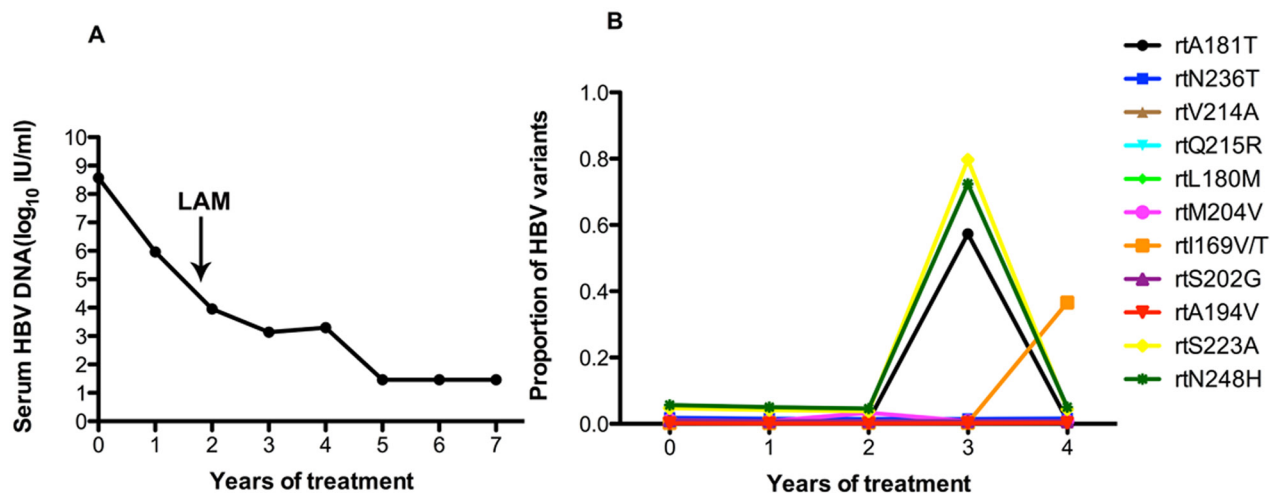 A
Serum HBV DNA(log10 IU/ml)
10
9
8
7
6
5
4
3
2
1
0
LAM
0 1 2 3 4 5 6 7
Years of treatment
B
Proportion of HBV variants
1.0
0.8
0.6
0.4
0.2
0.0
0 1 2 3 4
Years of treatment
rtA181T
rtN236T
rtV214A
rtQ215R
rtL180M
rtM204V
rtI169V/T
rtS202G
rtA194V
rtS223A
rtN248H